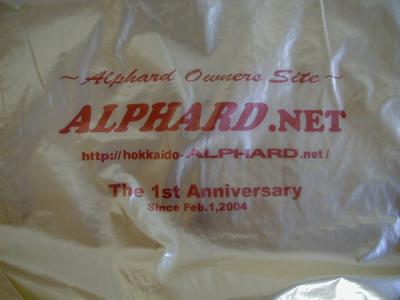 ~Alphard Owners Site~
ALPHARD.NET
http://hokkaido-ALPHARD.net/
The 1st Anniversary
Since Feb.1,2004